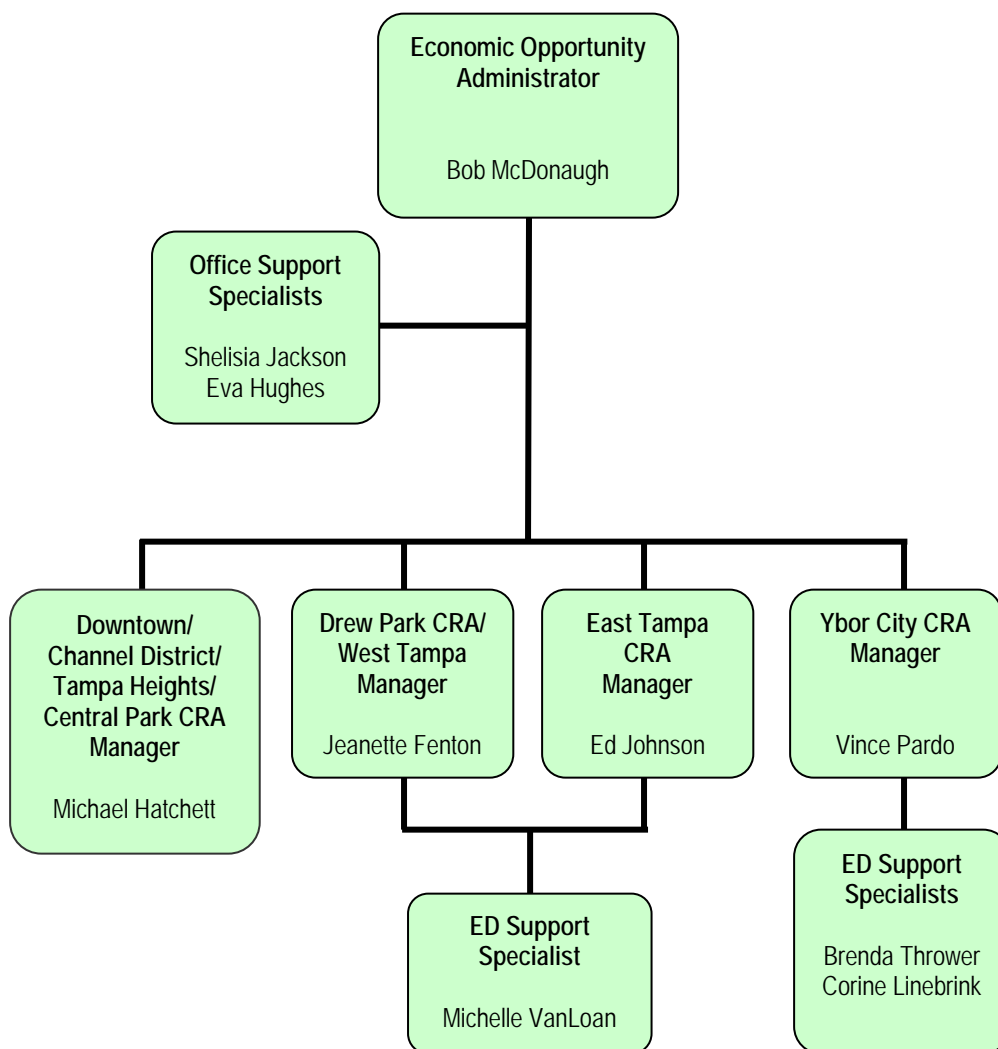 Economic Opportunity
Administrator
Bob McDonaugh
Office Support
Specialists
Shelisia Jackson
Eva Hughes
Downtown/
Channel District/
Tampa Heights/
Central Park CRA
Manager
Michael Hatchett
Drew Park CRA/
West Tampa
Manager
Jeanette Fenton
East Tampa
CRA
Manager
Ed Johnson
Ybor City CRA
Manager
Vince Pardo
ED Support
Specialist
Michelle VanLoan
ED Support
Specialists
Brenda Thrower
Corine Linebrink